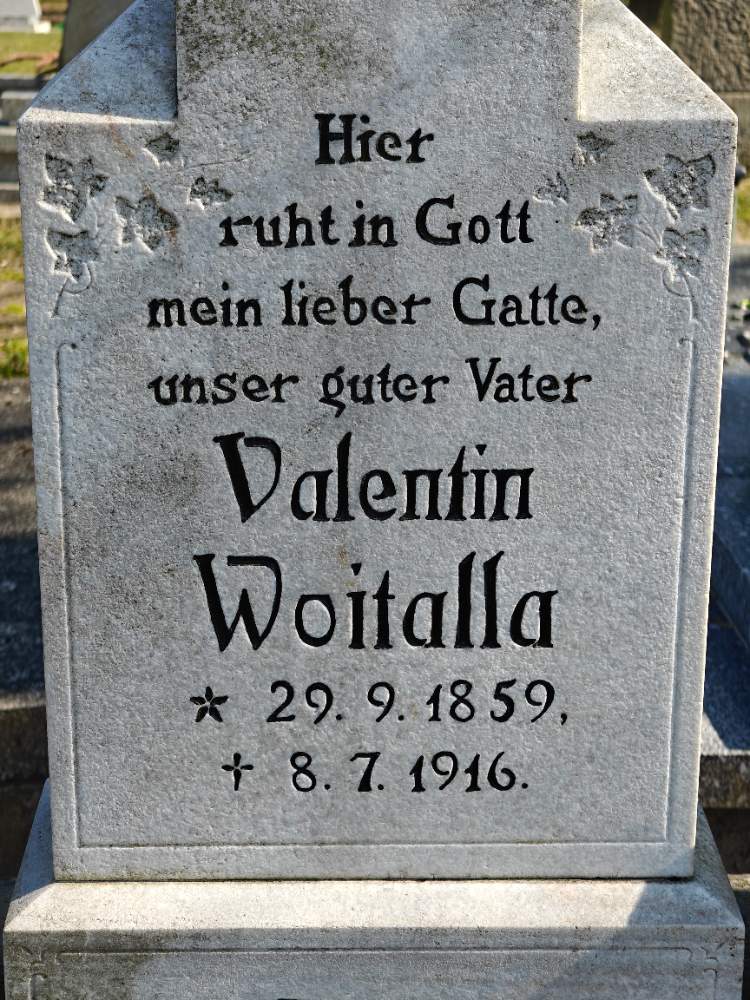 Hier
ruht in Gott
mein lieber Gatte,
unser guter Vater
Valentin
Woitalla
* 29. 9. 1859,
† 8. 7. 1916.